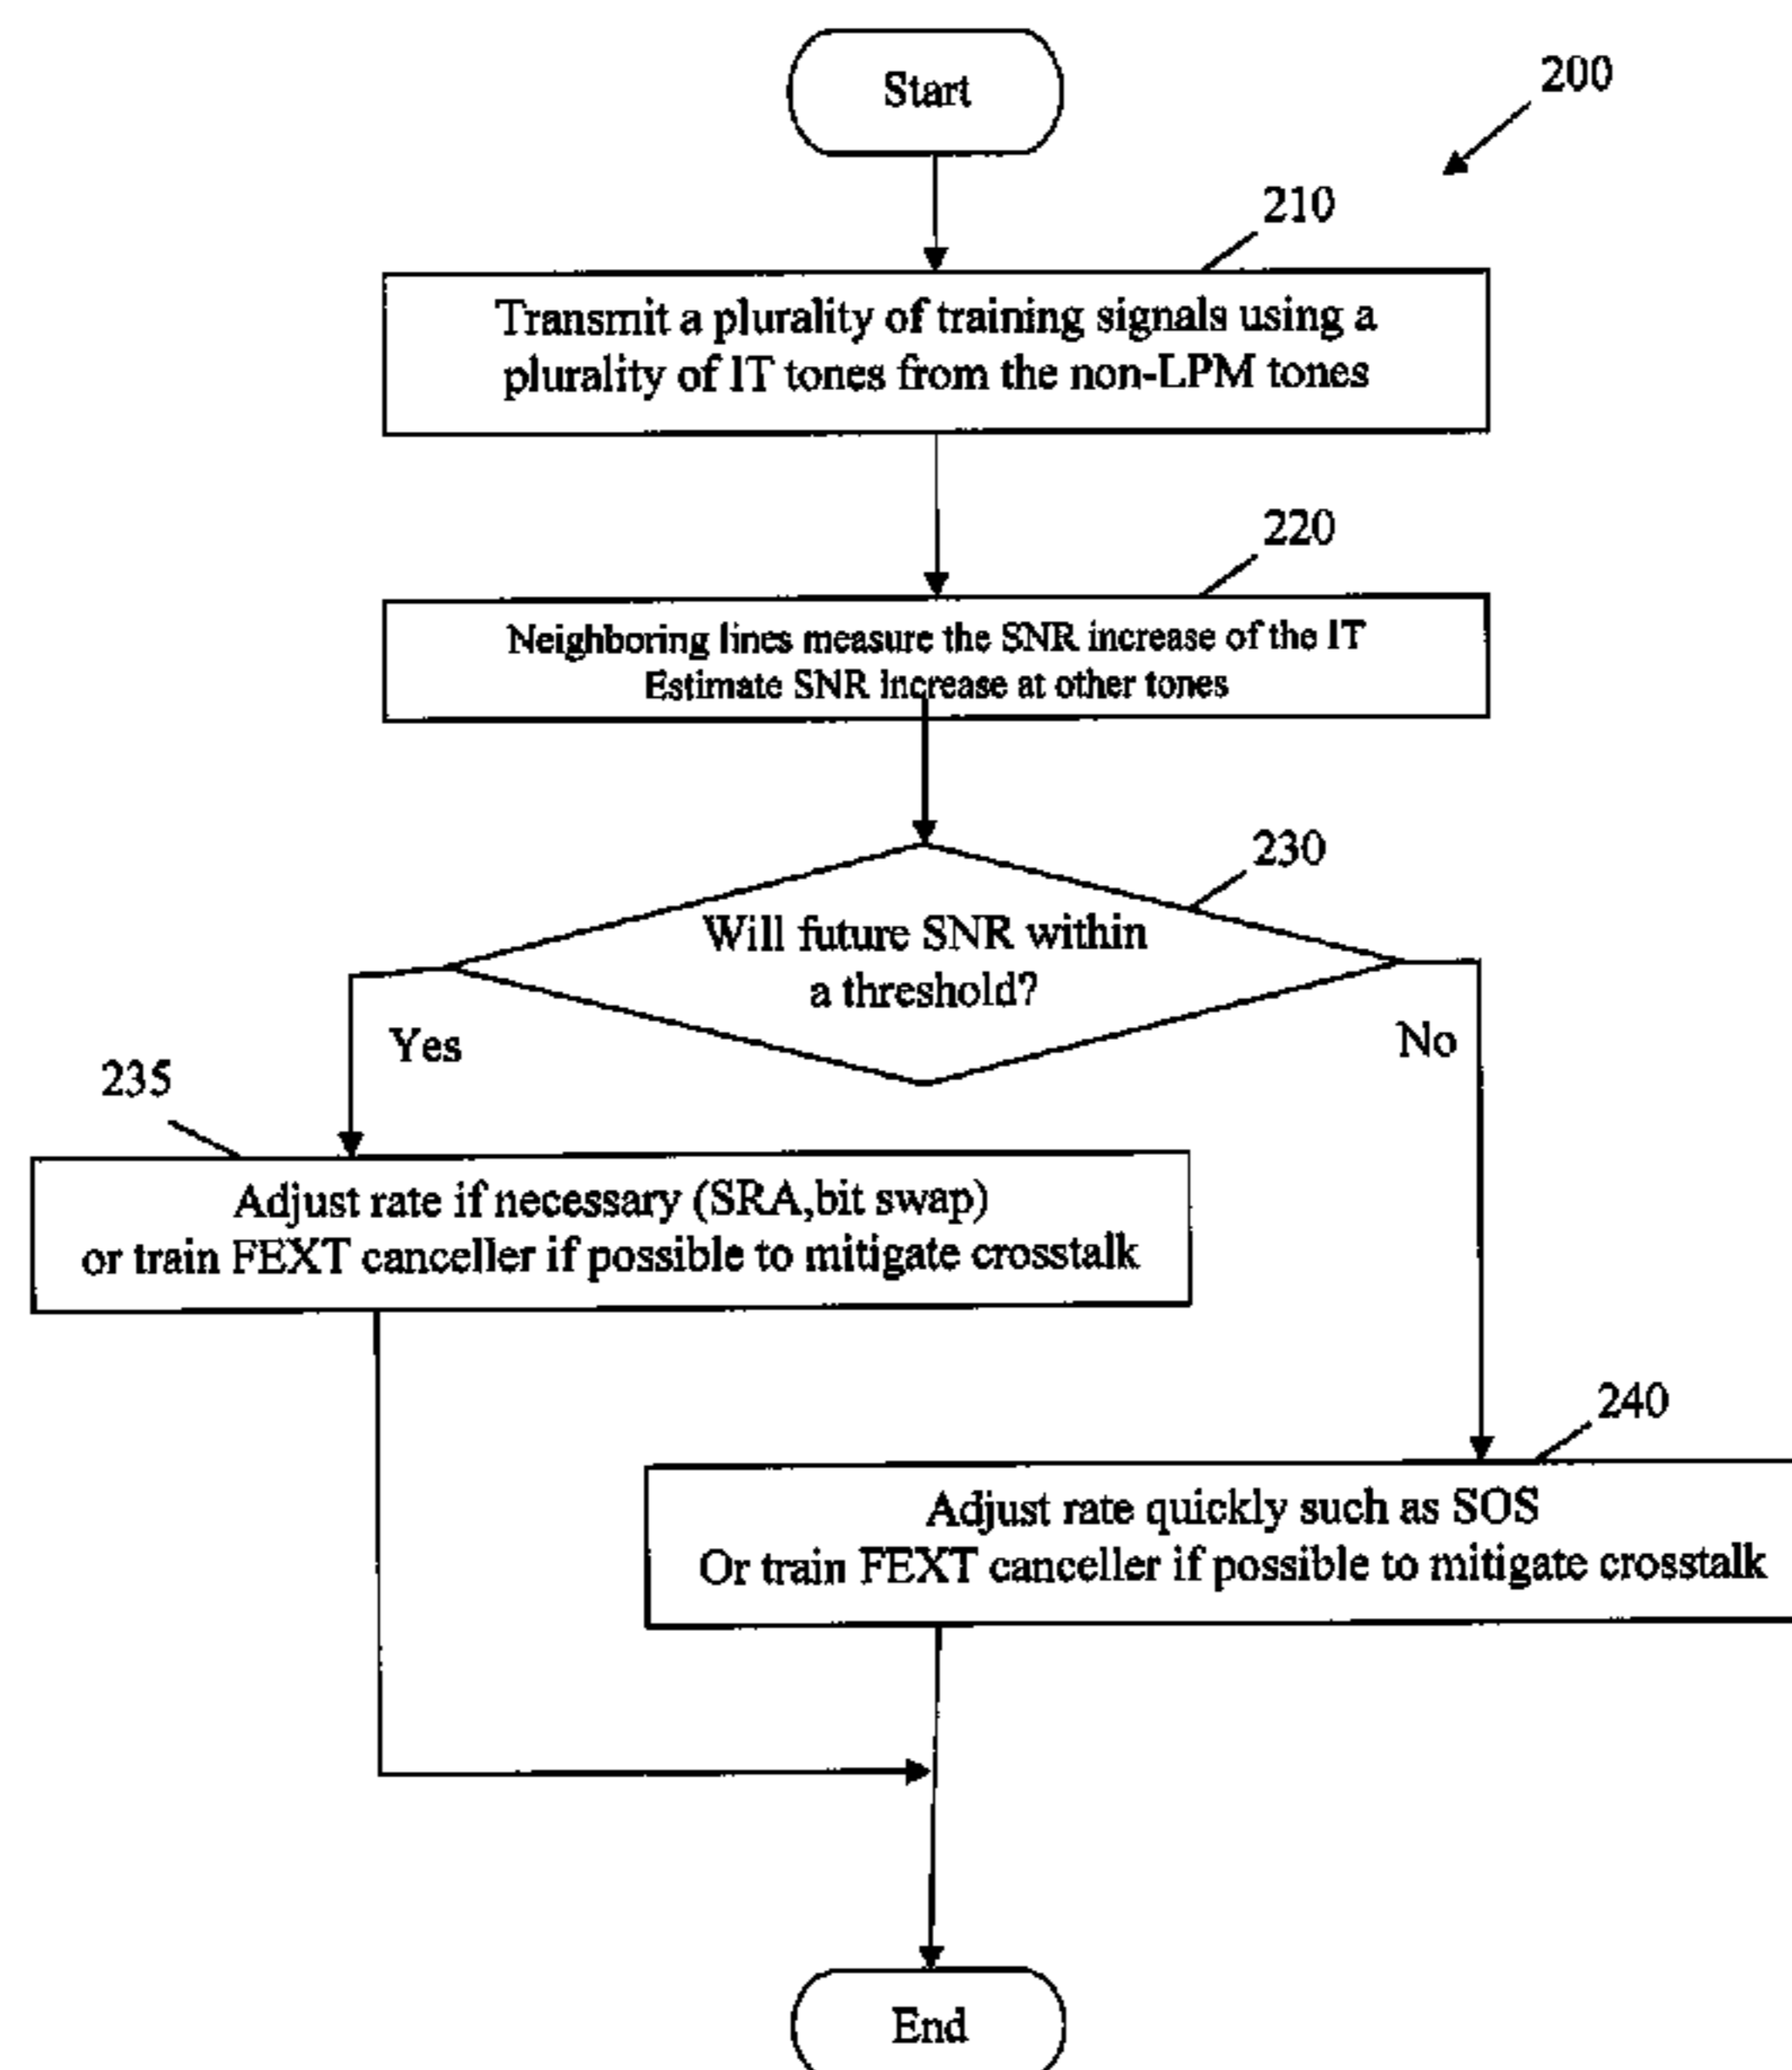 Start
200
210
Transmit a plurality of training signals using a
plurality of IT tones from the non-LPM tones
220
Neighboring lines measure the SNR increase of the IT
Estimate SNR increase at other tones
230
Will future SNR within
a threshold?
Yes
No
235
Adjust rate if necessary (SRA,bit swap)
or train FEXT canceller if possible to mitigate crosstalk
240
Adjust rate quickly such as SOS
Or train FEXT canceller if possible to mitigate crosstalk
End